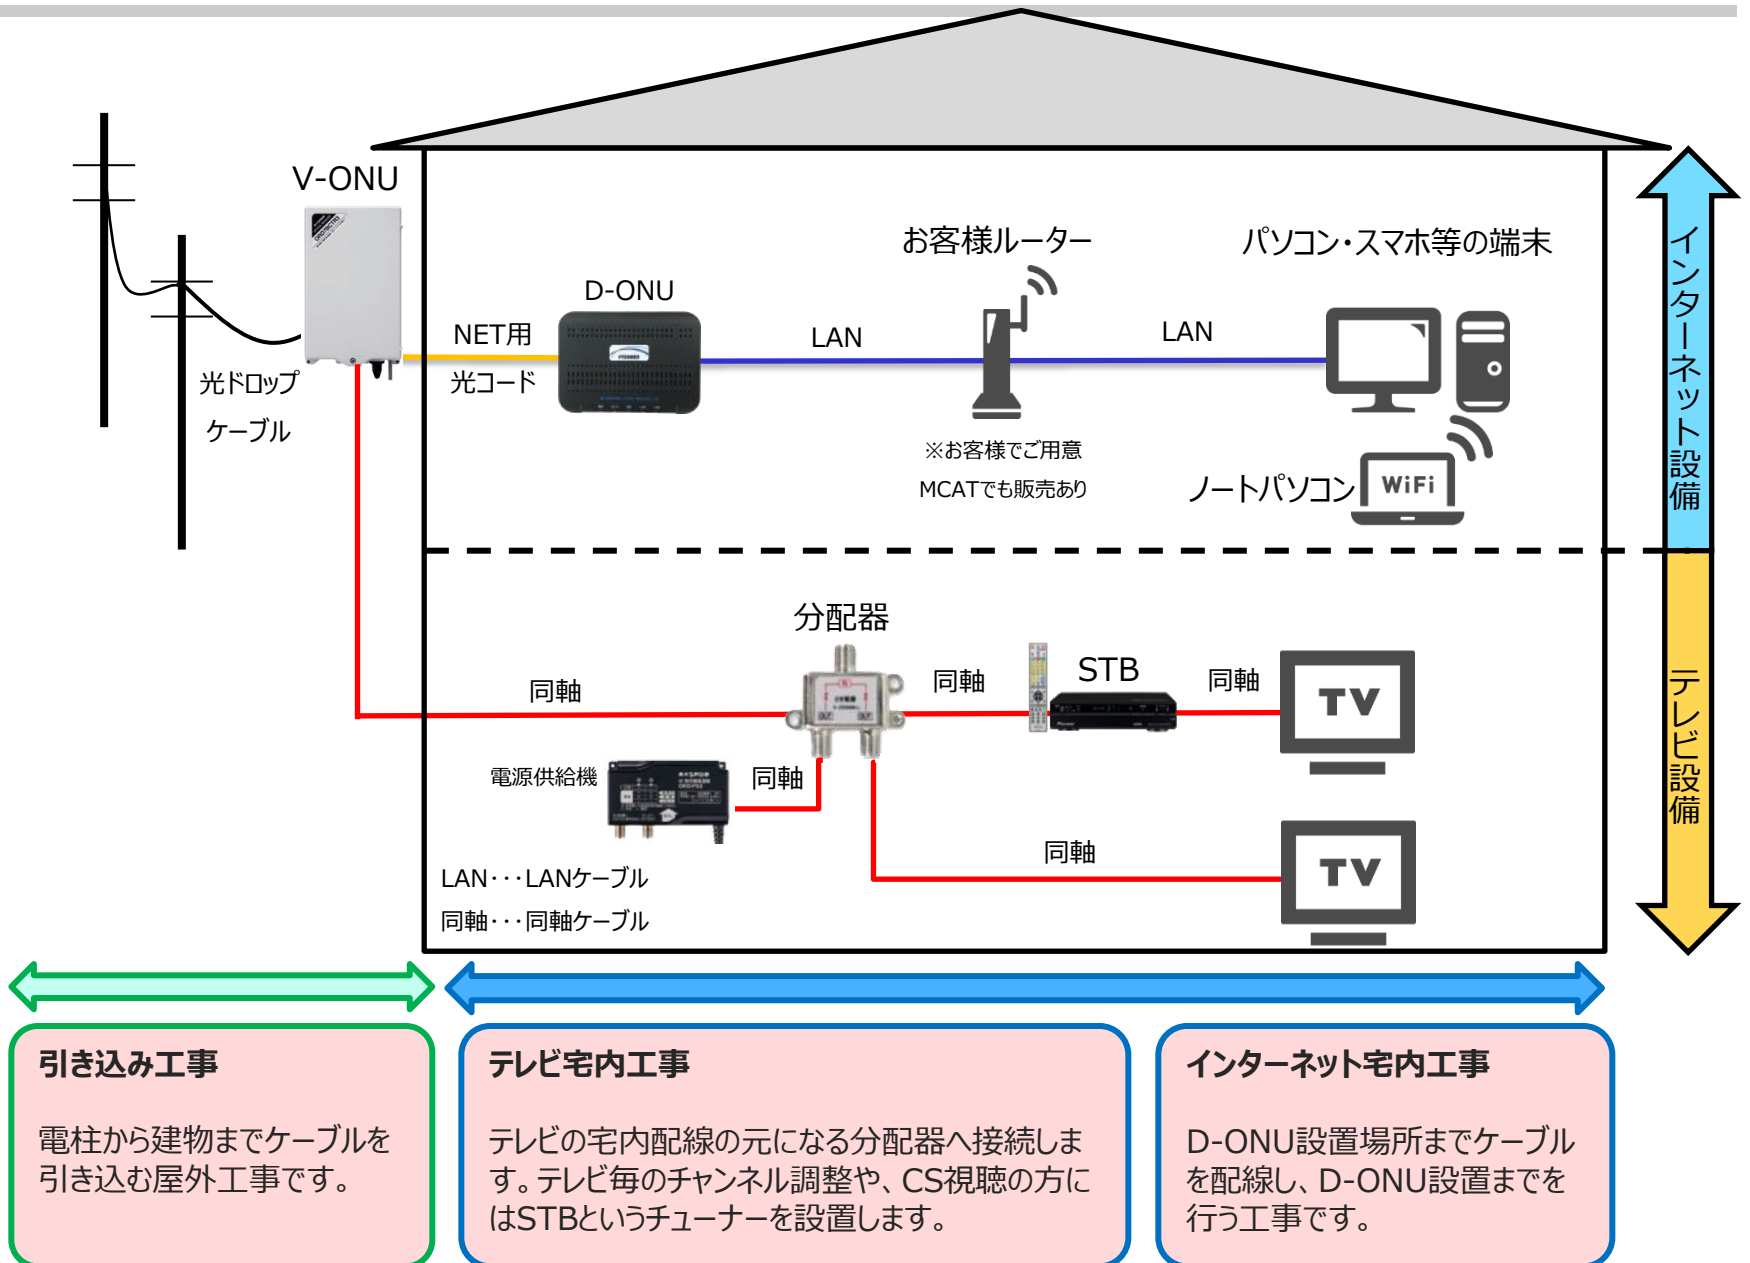 V-ONU
お客様ルーター
パソコン・スマホ等の端末
D-ONU
NET用
光コード
LAN
LAN
光ドロップ
ケーブル
※お客様でご用意
MCATでも販売あり
ノートパソコン
WiFi
インターネット設備
分配器
同軸
同軸
STB
同軸
TV
電源供給機
同軸
同軸
TV
テレビ設備
LAN・・・LANケーブル
同軸・・・同軸ケーブル
引き込み工事
電柱から建物までケーブルを
引き込む屋外工事です。
テレビ宅内工事
テレビの宅内配線の元になる分配器へ接続しま
す。テレビ毎のチャンネル調整や、CS視聴の方に
はSTBというチューナーを設置します。
インターネット宅内工事
D-ONU設置場所までケーブル
を配線し、D-ONU設置までを
行う工事です。